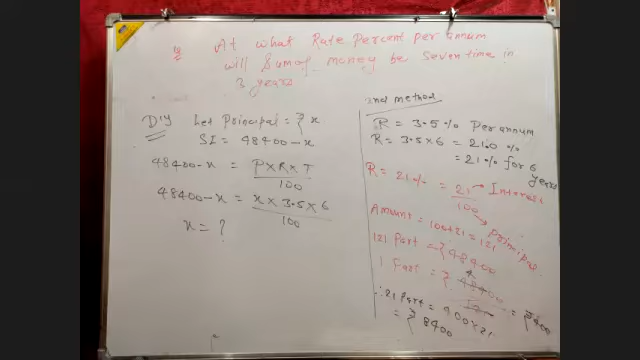 Q At what Rate Percent per annum
will Sum of money be seven time in
3 years
DIY Let Principal = ₹ x
SI = 48400 - x
48400 - x = P × R × T
100
48400 - x = x × 3.5 × 6
100
x = ?
2nd method
R = 3.5 % Per annum
R = 3.5 × 6 = 21.0 %
= 21 % for 6 years
R = 21 % = 21 → Interest
100 → principal
Amount = 100 + 21 = 121
121 Part = ₹ 48400
1 Part = ₹ 48400
121
∴ 21 Part = 400 × 21
= ₹ 8400